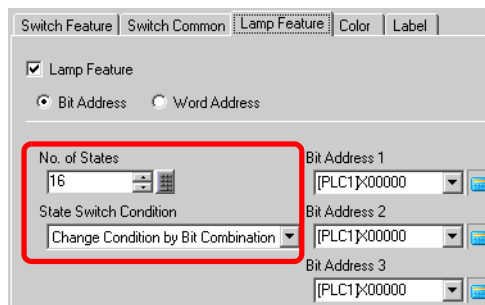 Switch Feature Switch Common Lamp Feature Color Label
Lamp Feature
Bit Address Word Address
No. of States Bit Address 1
16 [PLC1]X00000
State Switch Condition Bit Address 2
Change Condition by Bit Combination [PLC1]X00000
Bit Address 3
[PLC1]X00000